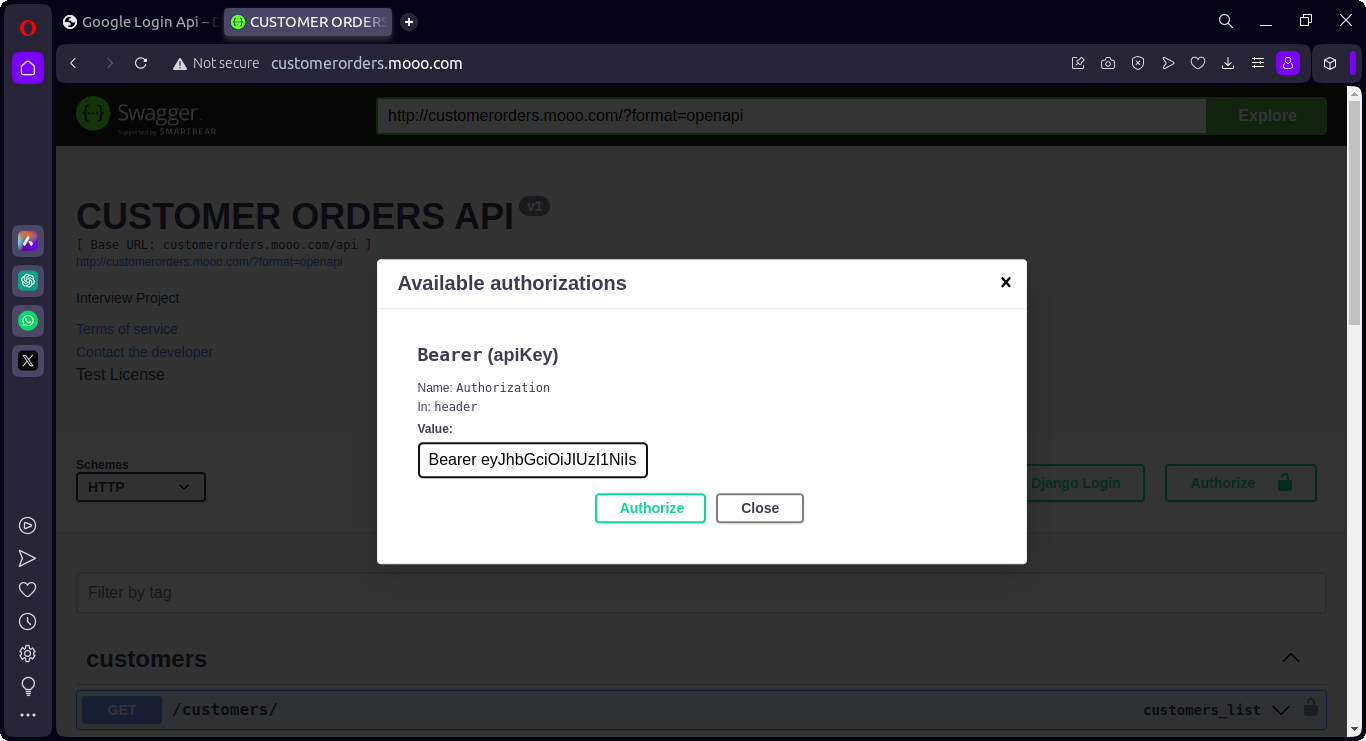 Google Login Api – D
CUSTOMER ORDERS
Not secure customerorders.mooo.com
Swagger.
Supported by SMARTBEAR
http://customerorders.mooo.com/?format=openapi
Explore
CUSTOMER ORDERS API v1
[ Base URL: customerorders.mooo.com/api ]
http://customerorders.mooo.com/?format=openapi
Interview Project
Terms of service
Contact the developer
Test License
Available authorizations
Bearer (apiKey)
Name: Authorization
In: header
Value:
Bearer eyJhbGciOiJIUzI1NiIs
Authorize
Close
Schemes
HTTP
Django Login
Authorize
Filter by tag
customers
GET /customers/ customers_list